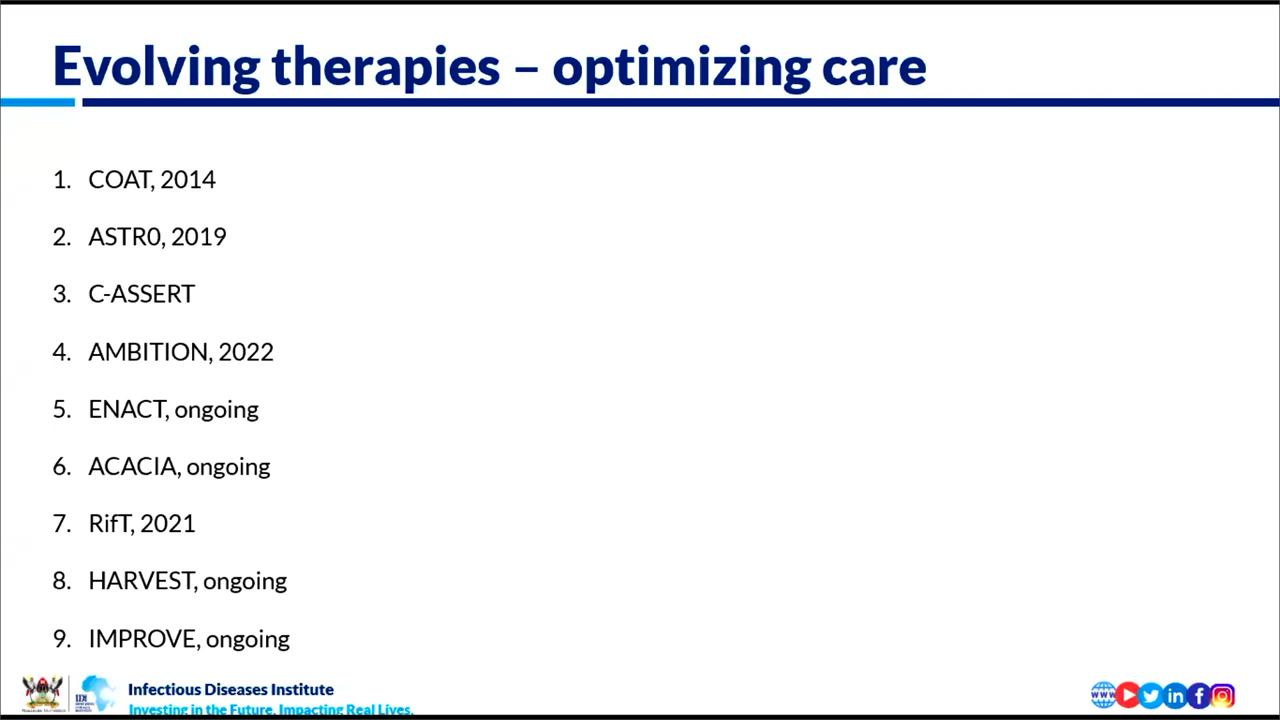 Evolving therapies – optimizing care
1. COAT, 2014
2. ASTR0, 2019
3. C-ASSERT
4. AMBITION, 2022
5. ENACT, ongoing
6. ACACIA, ongoing
7. RifT, 2021
8. HARVEST, ongoing
9. IMPROVE, ongoing
Infectious Diseases Institute
Investing in the Future. Impacting Real Lives.